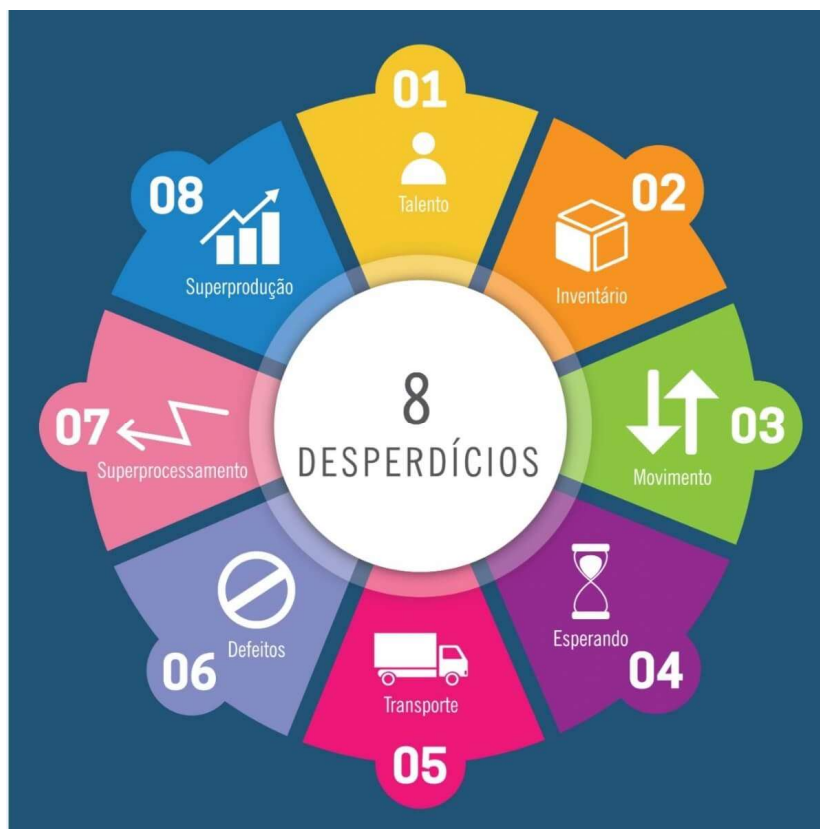 8
DESPERDÍCIOS
01
Talento
02
Inventário
03
Movimento
04
Esperando
05
Transporte
06
Defeitos
07
Superprocessamento
08
Superprodução